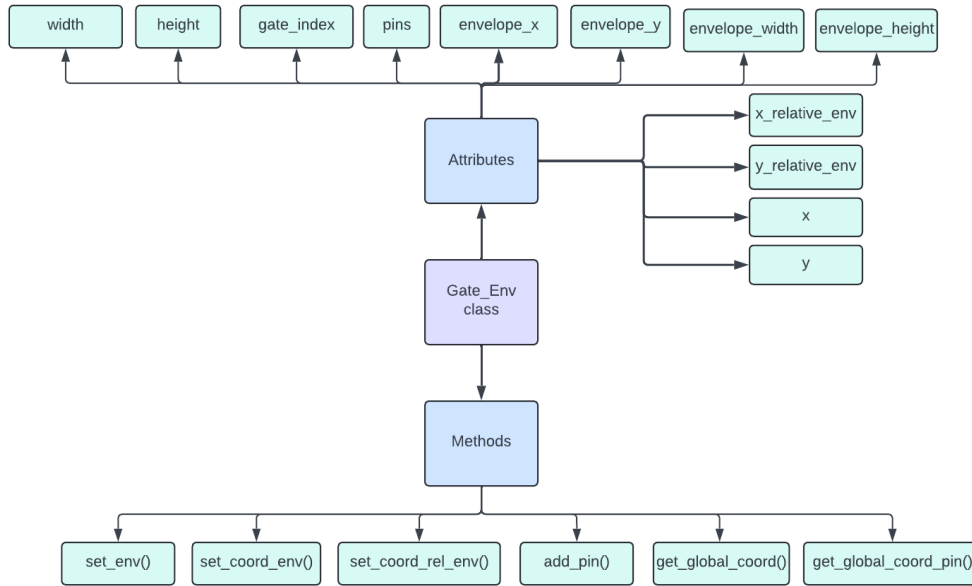 width
height
gate_index
pins
envelope_x
envelope_y
envelope_width
envelope_height
x_relative_env
Attributes
y_relative_env
x
y
Gate_Env
class
Methods
set_env()
set_coord_env()
set_coord_rel_env()
add_pin()
get_global_coord()
get_global_coord_pin()